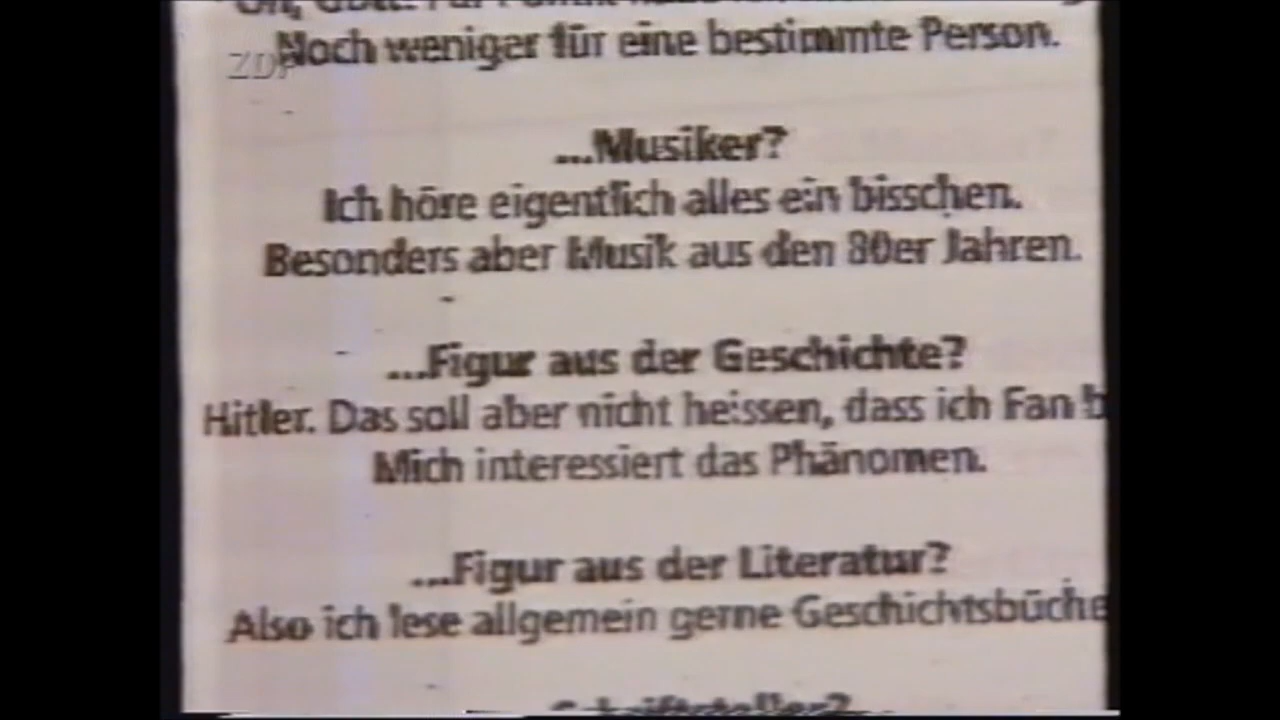 Noch weniger für eine bestimmte Person.
ZDF
...Musiker?
Ich höre eigentlich alles ein bisschen.
Besonders aber Musik aus den 80er Jahren.
...Figur aus der Geschichte?
Hitler. Das soll aber nicht heissen, dass ich Fan b
Mich interessiert das Phänomen.
...Figur aus der Literatur?
Also ich lese allgemein gerne Geschichtsbüche